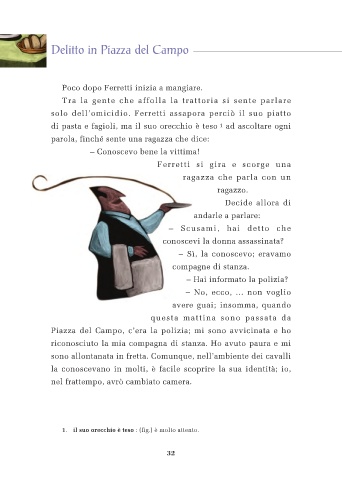 Delitto in Piazza del Campo
Poco dopo Ferretti inizia a mangiare.
Tra la gente che affolla la trattoria si sente parlare
solo dell'omicidio. Ferretti assapora perciò il suo piatto
di pasta e fagioli, ma il suo orecchio è teso 1 ad ascoltare ogni
parola, finché sente una ragazza che dice:
– Conoscevo bene la vittima!
Ferretti si gira e scorge una
ragazza che parla con un
ragazzo.
Decide allora di
andarle a parlare:
– Scusami, hai detto che
conoscevi la donna assassinata?
– Sì, la conoscevo; eravamo
compagne di stanza.
– Hai informato la polizia?
– No, ecco, ... non voglio
avere guai; insomma, quando
questa mattina sono passata da
Piazza del Campo, c'era la polizia; mi sono avvicinata e ho
riconosciuto la mia compagna di stanza. Ho avuto paura e mi
sono allontanata in fretta. Comunque, nell'ambiente dei cavalli
la conoscevano in molti, è facile scoprire la sua identità; io,
nel frattempo, avrò cambiato camera.
1. il suo orecchio è teso : (fig.) è molto attento.
32